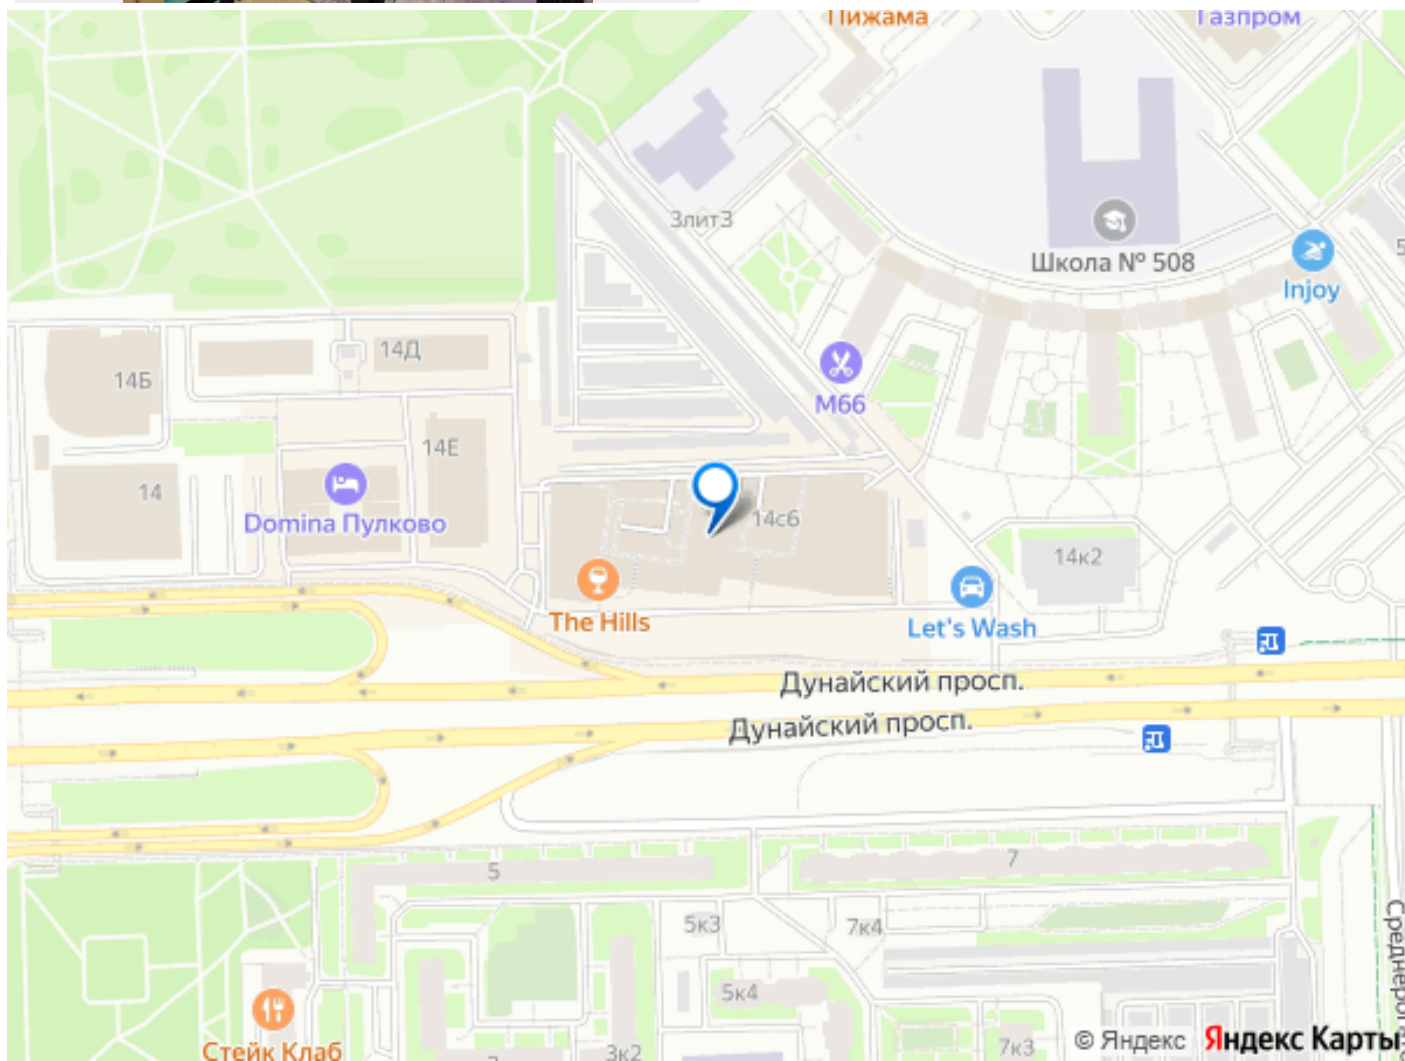 Пижама
Газпром
3лит3
Школа № 508
Injoy
14Д
14Б
М66
14Е
14
14с6
Domina Пулково
14к2
The Hills
Let's Wash
Дунайский просп.
Дунайский просп.
5
7
5к3
7к4
5к4
Стейк Клаб
3к2
7к3
© Яндекс Яндекс Карты